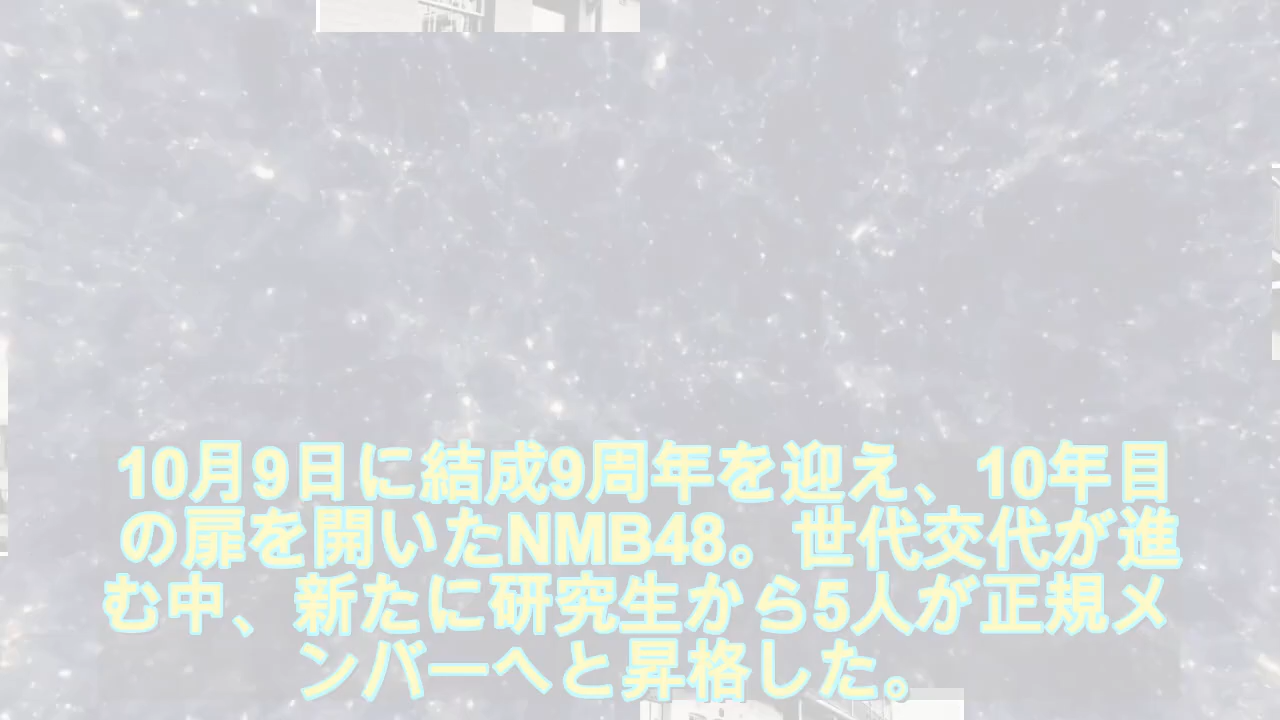 10月9日に結成9周年を迎え、10年目
の扉を開いたNMB48。世代交代が進
む中、新たに研究生から5人が正規メ
ンバーへと昇格した。